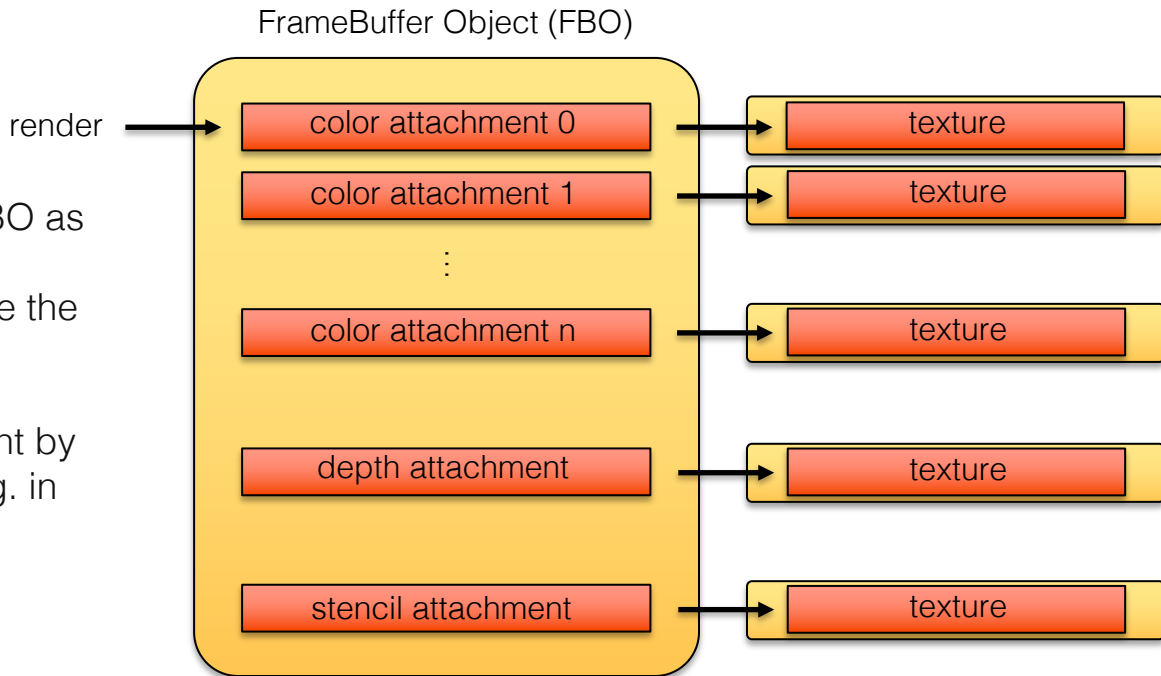 FrameBuffer Object (FBO)
render
color attachment 0
texture
color attachment 1
texture
BO as
⋮
e the
color attachment n
texture
nt by
depth attachment
texture
g. in
stencil attachment
texture